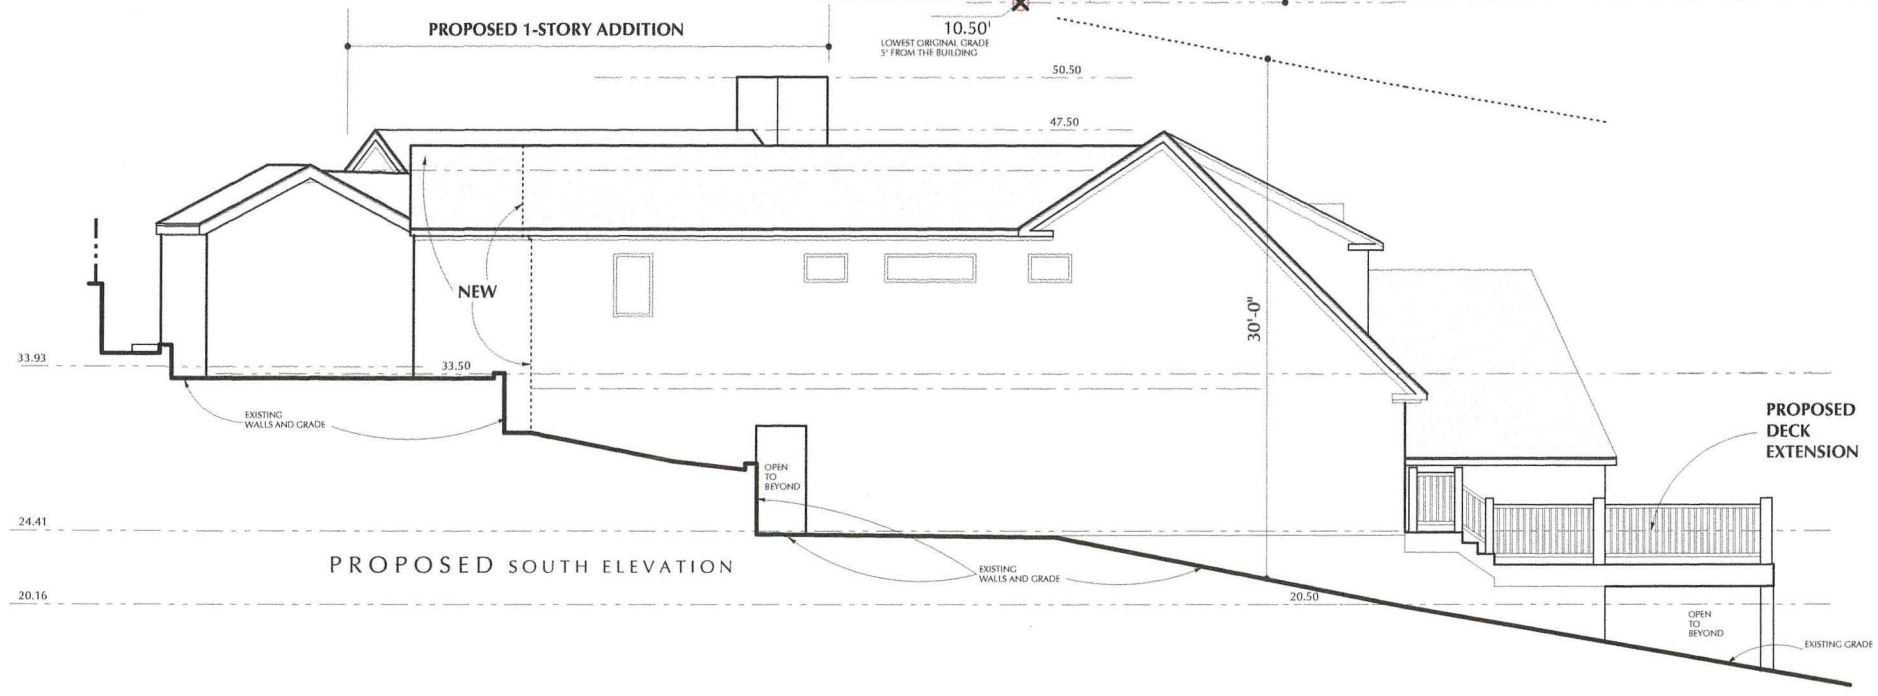 PROPOSED 1-STORY ADDITION
10.50'
LOWEST ORIGINAL GRADE
5' FROM THE BUILDING
50.50
47.50
NEW
30'-0"
33.93
33.50
EXISTING
WALLS AND GRADE
PROPOSED
DECK
EXTENSION
OPEN
TO
BEYOND
24.41
PROPOSED SOUTH ELEVATION
EXISTING
WALLS AND GRADE
20.16
20.50
OPEN
TO
BEYOND
EXISTING GRADE